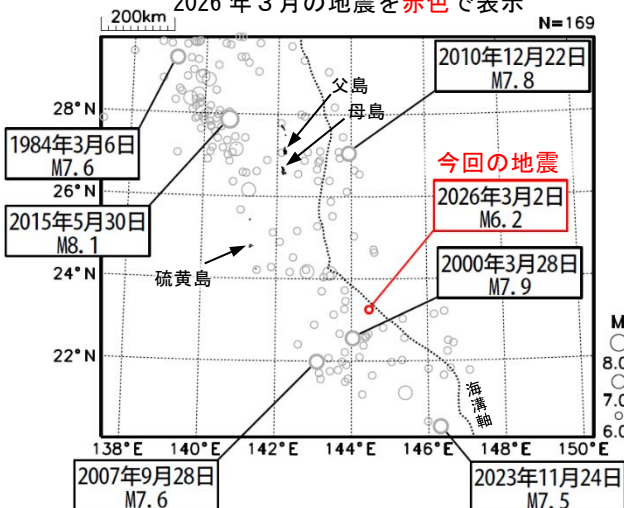 2026年3月の地震を赤色で表示
200km
N=169
2010年12月22日
M7.8
父島
母島
28°N
1984年3月6日
M7.6
今回の地震
26°N
2026年3月2日
M6.2
2015年5月30日
M8.1
2000年3月28日
M7.9
硫黄島
24°N
M
22°N
8.0
7.0
海溝軸
6.0
138°E
140°E
142°E
144°E
146°E
148°E
150°E
2007年9月28日
M7.6
2023年11月24日
M7.5